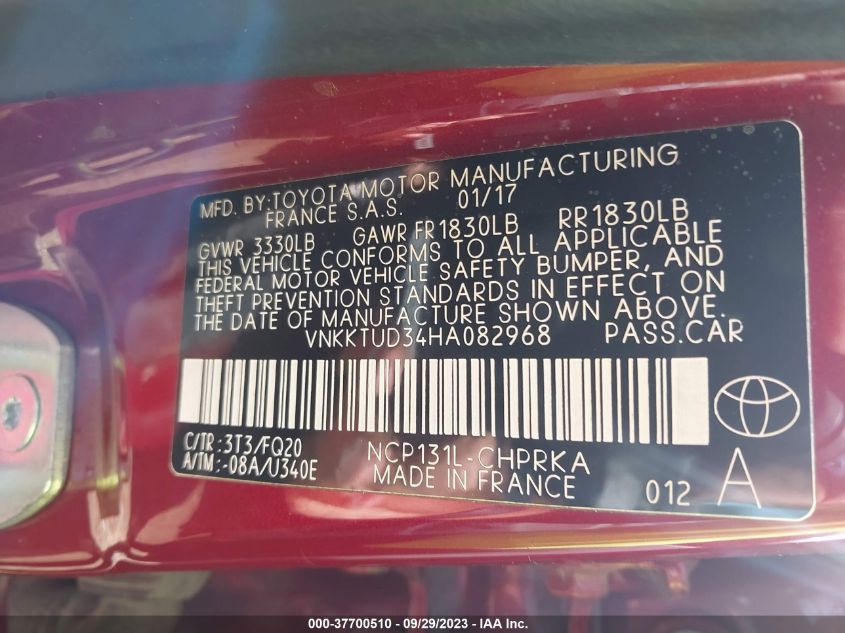 MFD. BY:TOYOTA MOTOR MANUFACTURING
FRANCE S.A.S. 01/17
GVWR 3330LB GAWR FR1830LB RR1830LB
THIS VEHICLE CONFORMS TO ALL APPLICABLE
FEDERAL MOTOR VEHICLE SAFETY BUMPER, AND
THEFT PREVENTION STANDARDS IN EFFECT ON
THE DATE OF MANUFACTURE SHOWN ABOVE.
VNKKTUD34HA082968 PASS.CAR
C/TR :3T3/FQ20 NCP131L-CHPRKA
A/TM :-08A/U340E MADE IN FRANCE 012 A
000-37700510 - 09/29/2023 - IAA Inc.